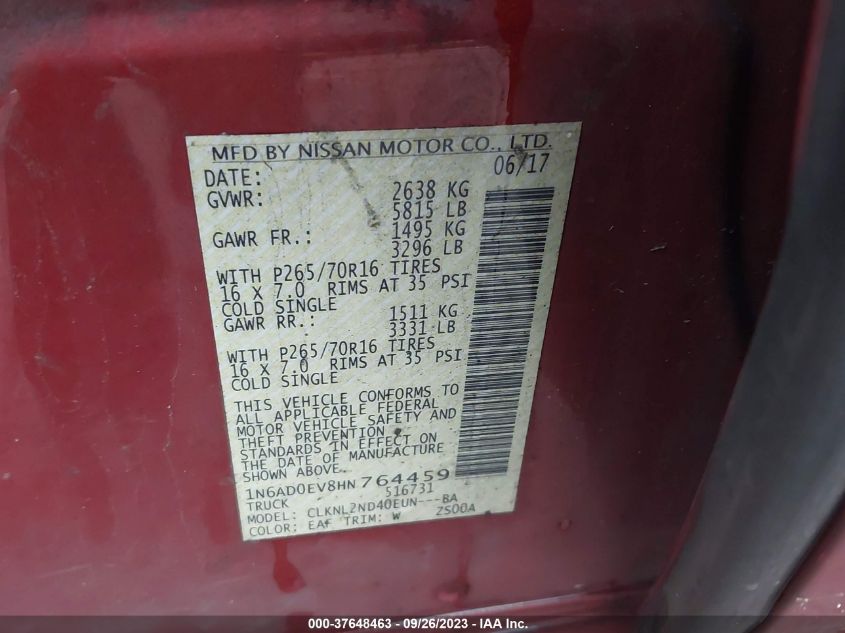 MFD BY NISSAN MOTOR CO., LTD.
DATE: 06/17
GVWR: 2638 KG
5815 LB
GAWR FR.: 1495 KG
3296 LB
WITH P265/70R16 TIRES
16 X 7.0 RIMS AT 35 PSI
COLD SINGLE
GAWR RR.: 1511 KG
3331 LB
WITH P265/70R16 TIRES
16 X 7.0 RIMS AT 35 PSI
COLD SINGLE
THIS VEHICLE CONFORMS TO
ALL APPLICABLE FEDERAL
MOTOR VEHICLE SAFETY AND
THEFT PREVENTION
STANDARDS IN EFFECT ON
THE DATE OF MANUFACTURE
SHOWN ABOVE.
1N6AD0EV8HN764459
TRUCK 516731
MODEL: CLKNL2ND40EUN---BA
COLOR: EAF TRIM: W ZS00A
000-37648463 - 09/26/2023 - IAA Inc.